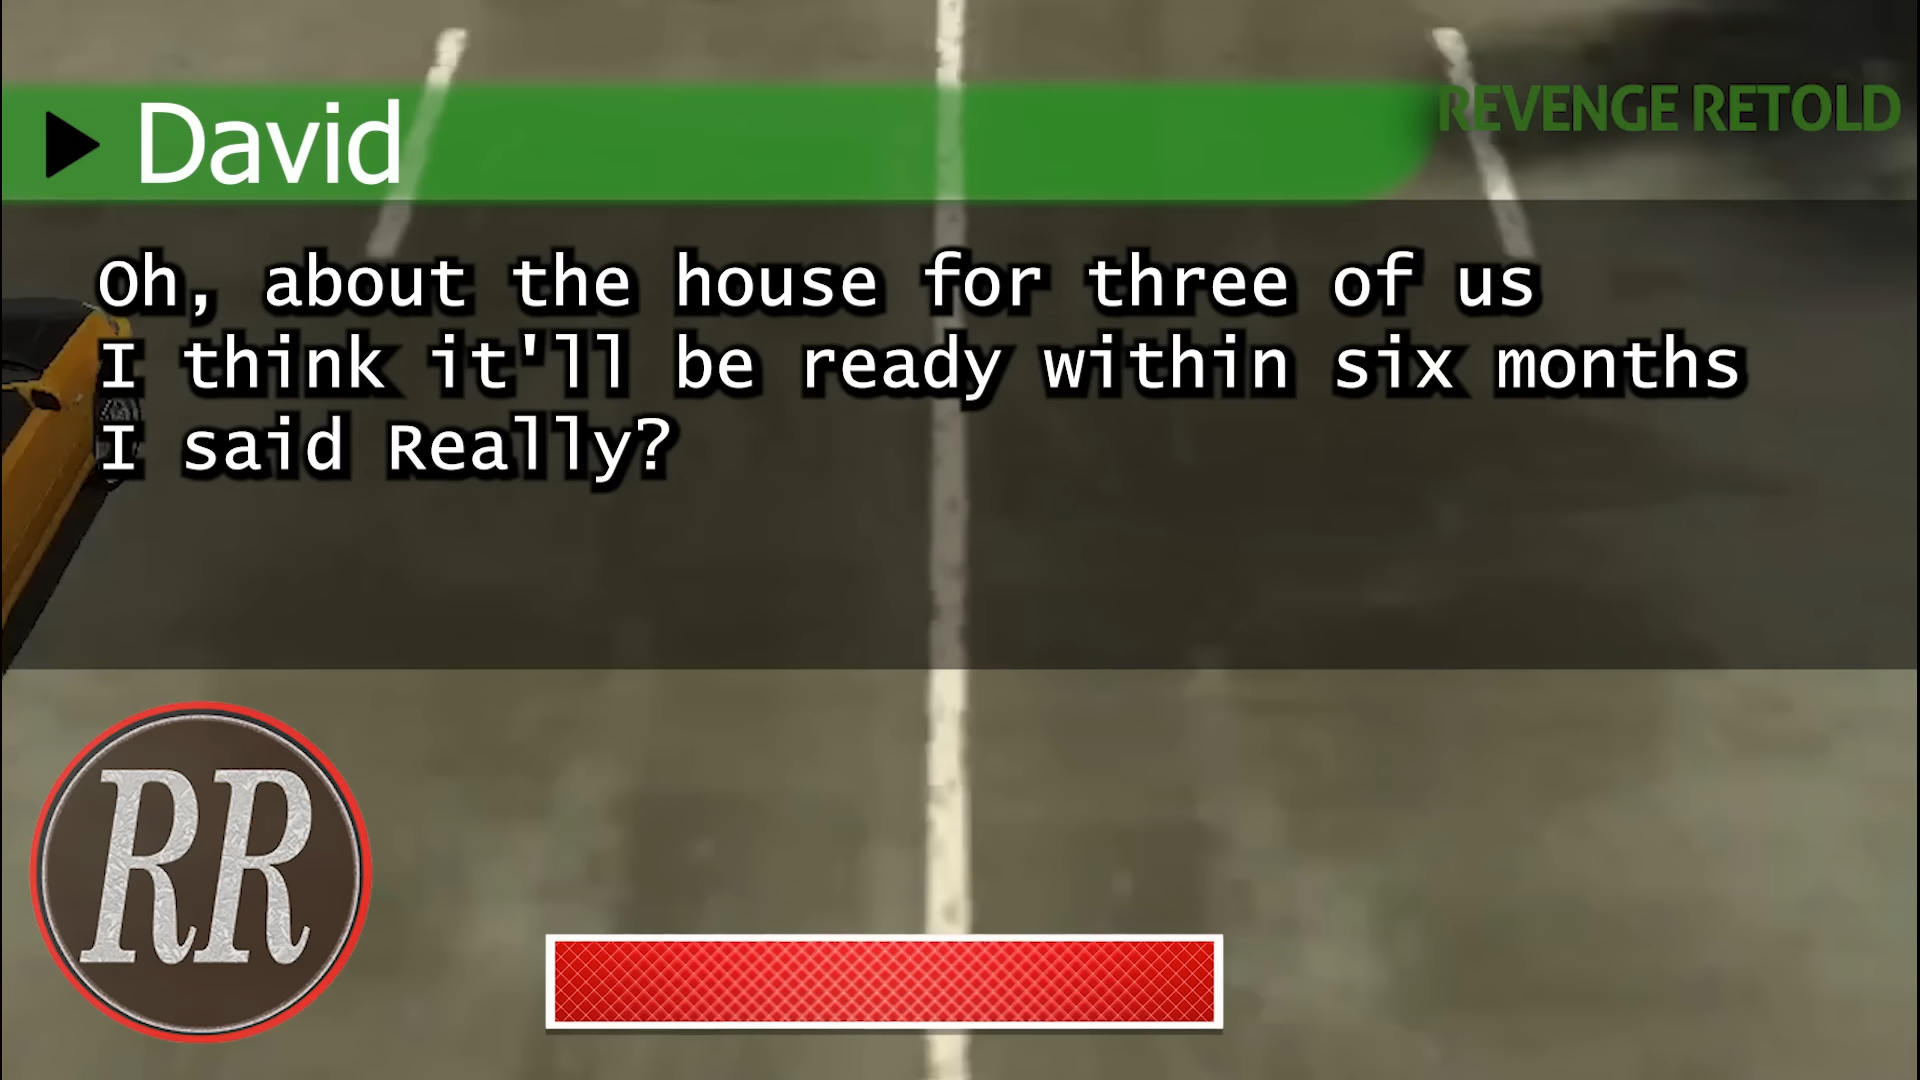 David
REVENGE RETOLD
Oh, about the house for three of us
I think it'll be ready within six months
I said Really?
RR